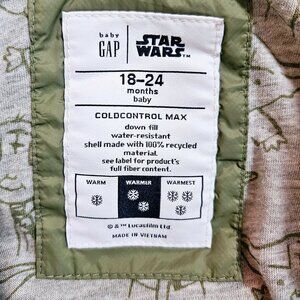 baby
GAP
STAR
WARS™
18-24
months
baby
COLDCONTROL MAX
down fill
water-resistant
shell made with 100% recycled
material.
see label for product's
full fiber content.
WARM WARMER WARMEST
© & ™ Lucasfilm Ltd.
MADE IN VIETNAM